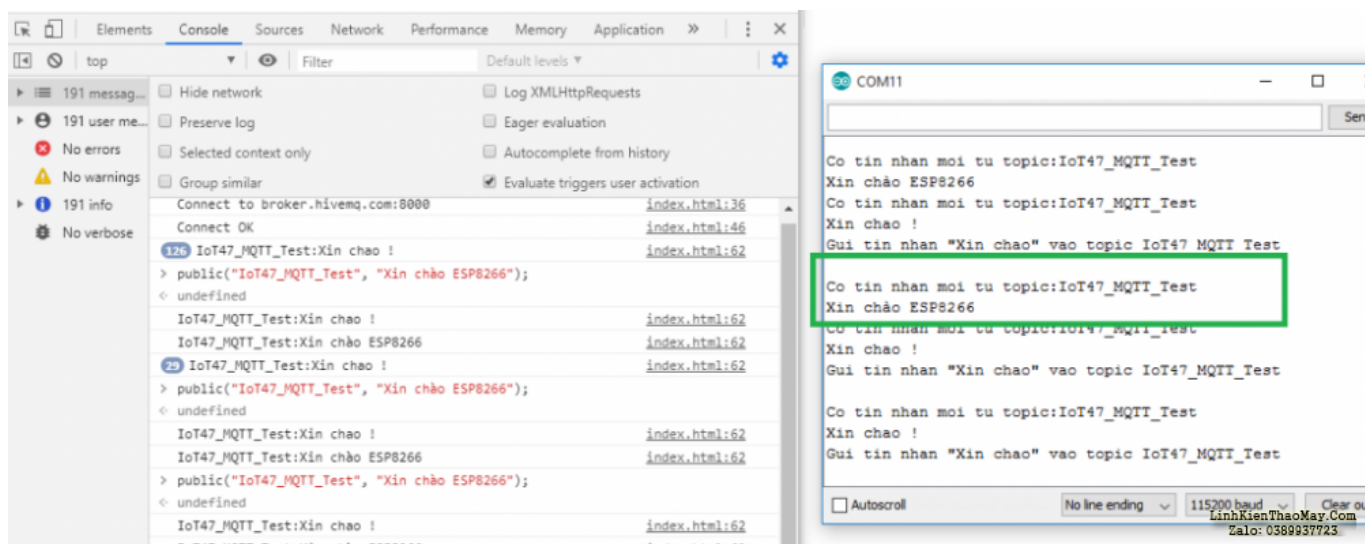 Elements Console Sources Network Performance Memory Application »
top Filter Default levels ▼
191 messag...
191 user me...
No errors
No warnings
191 info
No verbose
Hide network Log XMLHttpRequests
Preserve log Eager evaluation
Selected context only Autocomplete from history
Group similar Evaluate triggers user activation
Connect to broker.hivemq.com:8000 index.html:36
Connect OK index.html:46
126 IoT47_MQTT_Test:Xin chao ! index.html:62
> public("IoT47_MQTT_Test", "Xin chào ESP8266");
< undefined
IoT47_MQTT_Test:Xin chao ! index.html:62
IoT47_MQTT_Test:Xin chào ESP8266 index.html:62
29 IoT47_MQTT_Test:Xin chao ! index.html:62
> public("IoT47_MQTT_Test", "Xin chào ESP8266");
< undefined
IoT47_MQTT_Test:Xin chao ! index.html:62
IoT47_MQTT_Test:Xin chào ESP8266 index.html:62
> public("IoT47_MQTT_Test", "Xin chào ESP8266");
< undefined
IoT47_MQTT_Test:Xin chao ! index.html:62
COM11
Sen
Co tin nhan moi tu topic:IoT47_MQTT_Test
Xin chào ESP8266
Co tin nhan moi tu topic:IoT47_MQTT_Test
Xin chao !
Gui tin nhan "Xin chao" vao topic IoT47_MQTT_Test
Co tin nhan moi tu topic:IoT47_MQTT_Test
Xin chào ESP8266
Co tin nhan moi tu topic:IoT47_MQTT_Test
Xin chao !
Gui tin nhan "Xin chao" vao topic IoT47_MQTT_Test
Co tin nhan moi tu topic:IoT47_MQTT_Test
Xin chao !
Gui tin nhan "Xin chao" vao topic IoT47_MQTT_Test
Autoscroll No line ending 115200 baud Clear ou
LinhKienThaoMay.Com
Zalo: 0389937723